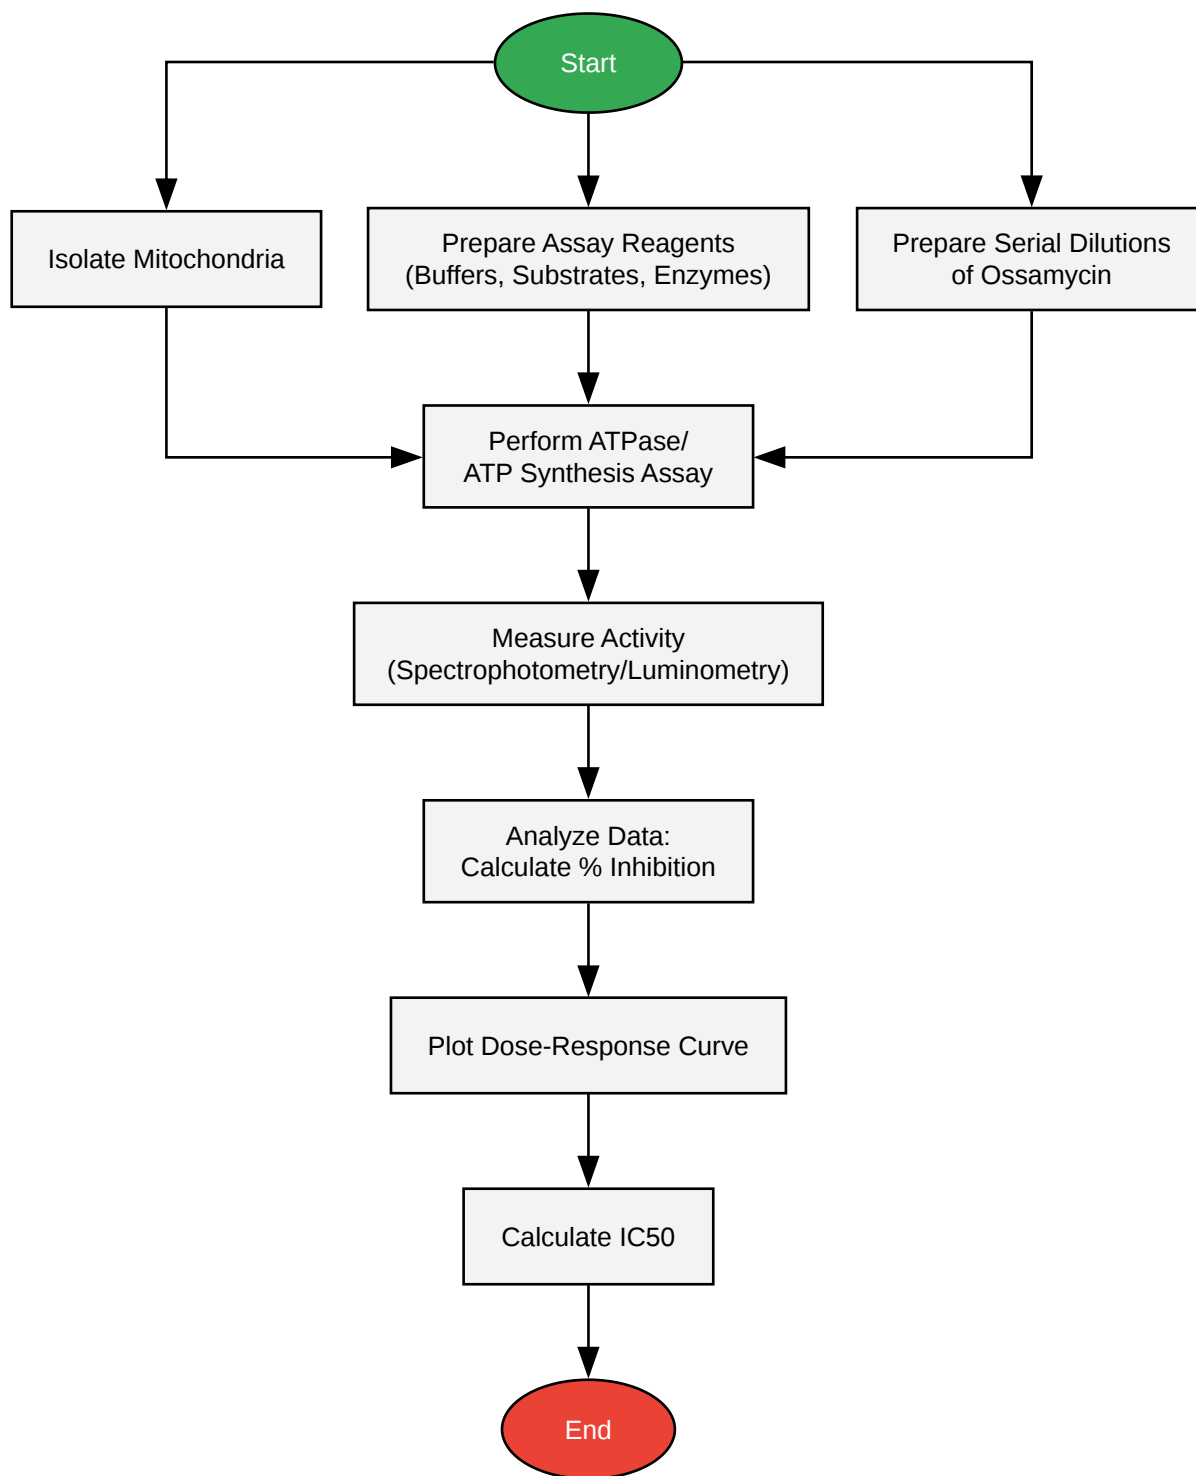 Start
Isolate Mitochondria
Prepare Assay Reagents
(Buffers, Substrates, Enzymes)
Prepare Serial Dilutions
of Ossamycin
Perform ATPase/
ATP Synthesis Assay
Measure Activity
(Spectrophotometry/Luminometry)
Analyze Data:
Calculate % Inhibition
Plot Dose-Response Curve
Calculate IC50
End